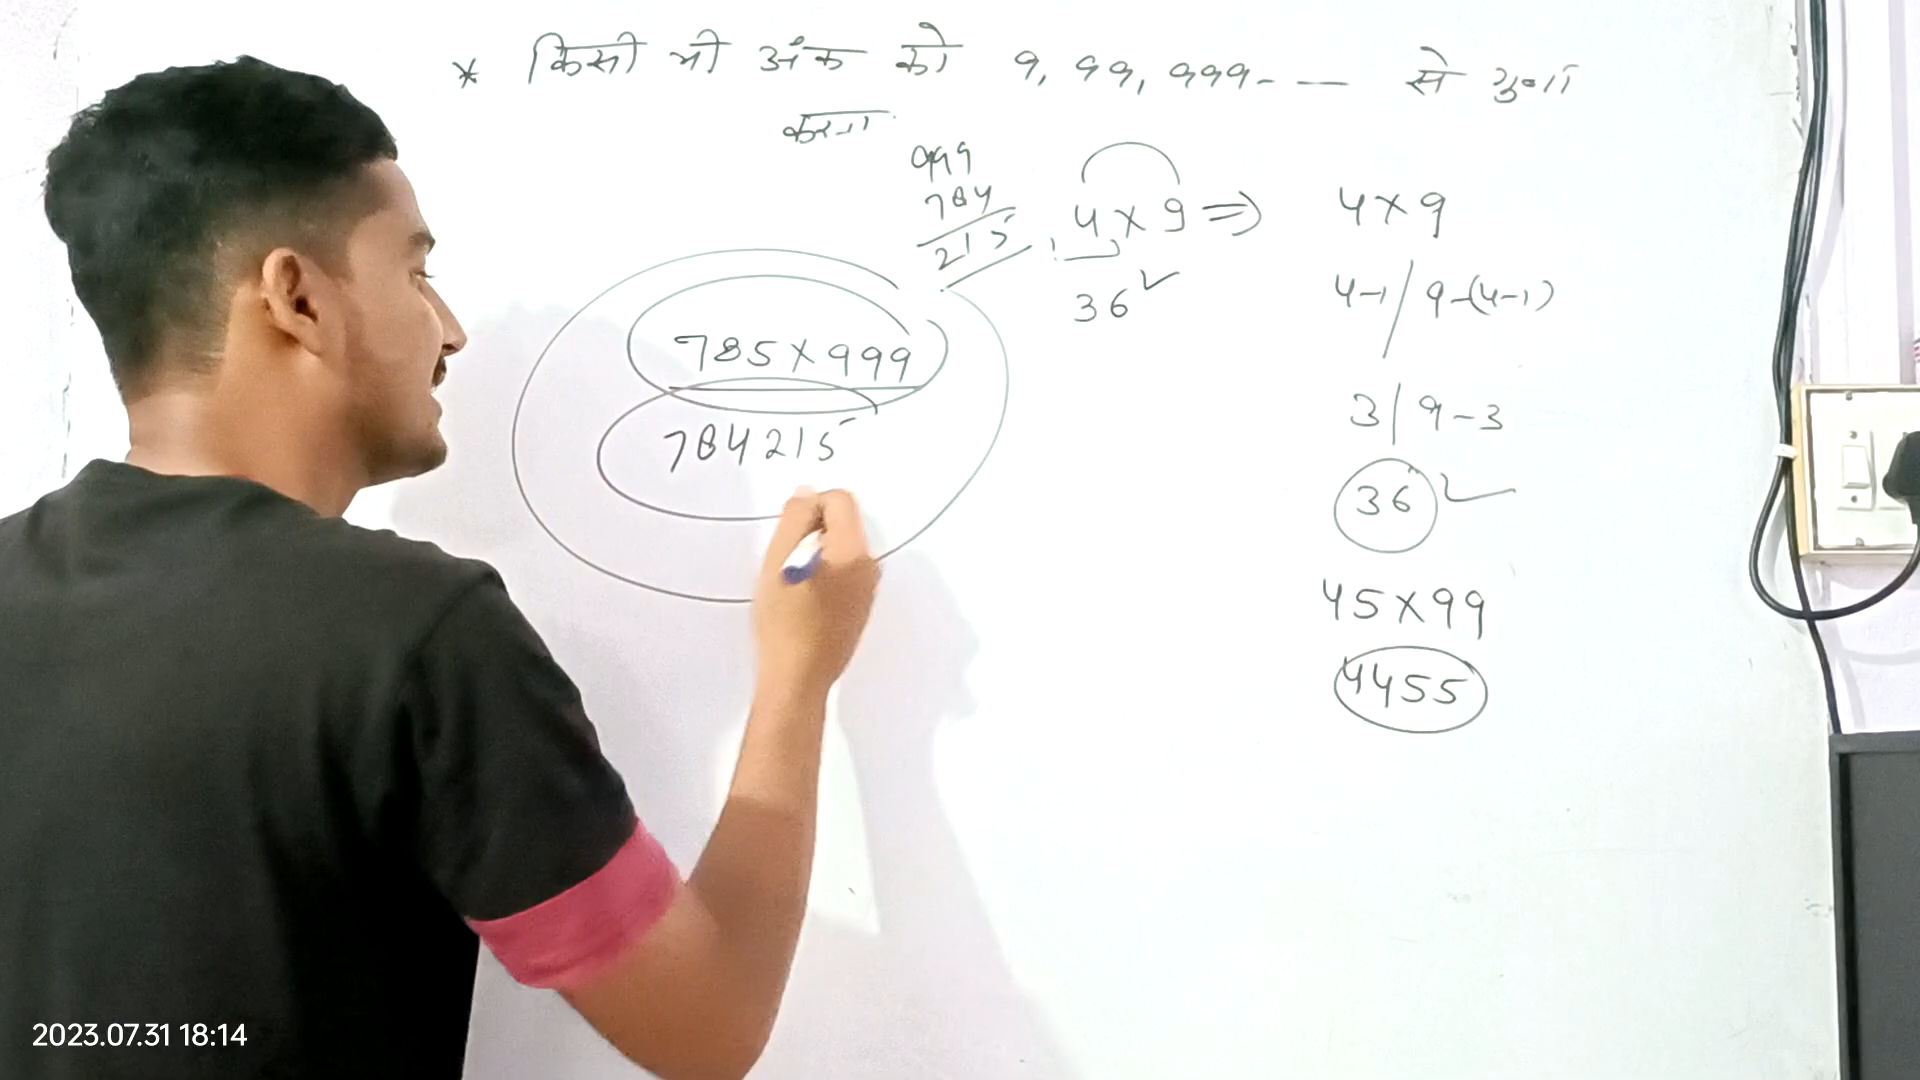 * किसी भी अंक को 9, 99, 999- — से गुणा
करना
999
784
215
4 x 9 ⇒
36 ✓
785 x 999
784215
4 x 9
4-1 / 9-(4-1)
3 / 9-3
36 ✓
45 x 99
4455
2023.07.31 18:14